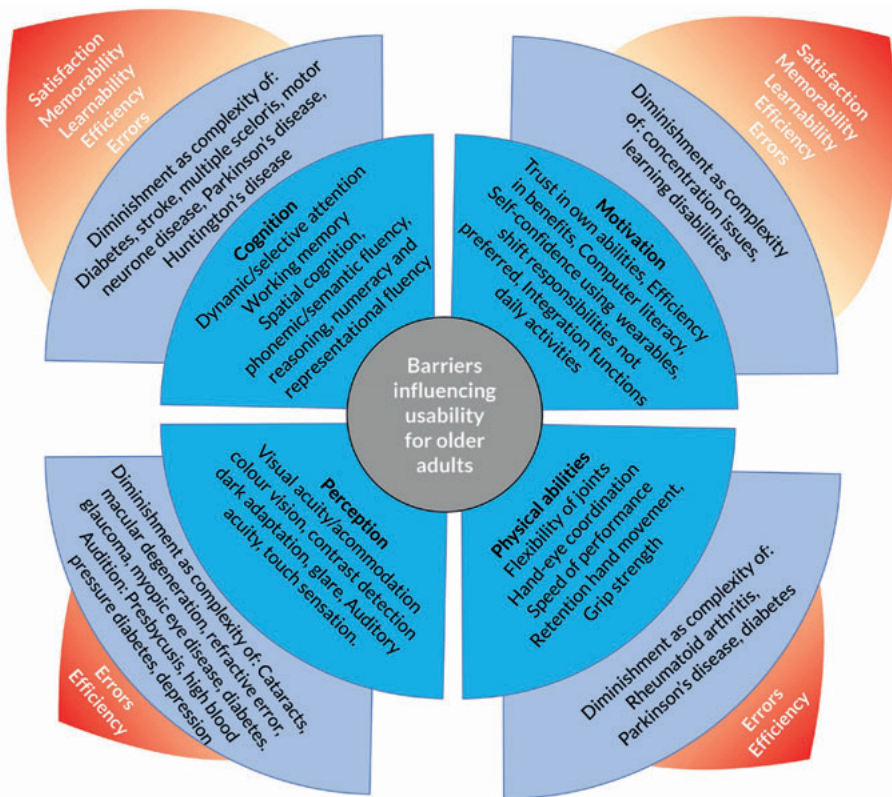 Satisfaction
Memorability
Learnability
Efficiency
Errors
Diminishment as complexity of:
Diabetes, stroke, multiple sceloris, motor
neurone disease, Parkinson's disease,
Huntington's disease
Cognition
Dynamic/selective attention
Working memory
Spatial cognition,
phonemic/semantic fluency,
reasoning, numeracy and
representational fluency
Satisfaction
Memorability
Learnability
Efficiency
Errors
Diminishment as complexity
of: concentration issues,
learning disabilities
Motivation
Trust in own abilities, Efficiency
in benefits, Computer literacy,
Self-confidence using wearables,
shift responsibilities not
preferred, Integration functions
daily activities
Barriers
influencing
usability
for older
adults
Perception
Visual acuity/acommodation
colour vision, contrast detection
dark adaptation, glare, Auditory
acuity, touch sensation.
Diminishment as complexity of: Cataracts,
macular degeneration, refractive error,
glaucoma, myopic eye disease, diabetes.
Audition: Presbycusis, high blood
pressure diabetes, depression
Errors
Efficiency
Physical abilities
Flexibility of joints
Hand-eye coordination
Speed of performance
Retention hand movement,
Grip strength
Diminishment as complexity of:
Rheumatoid arthritis,
Parkinson's disease, diabetes
Errors
Efficiency